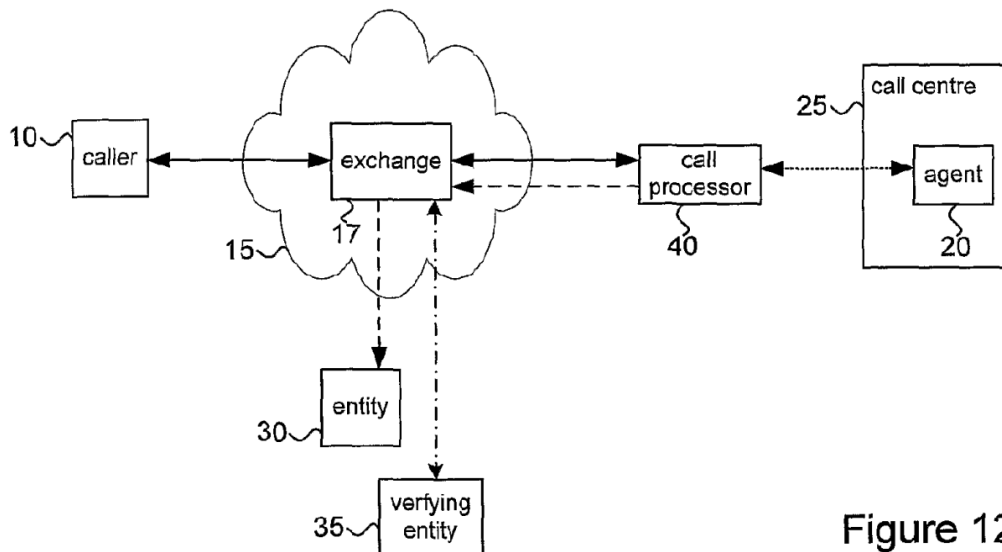 call centre
25
10
caller
exchange
call
processor
agent
17
15
40
20
entity
30
verfying
entity
35
Figure 12